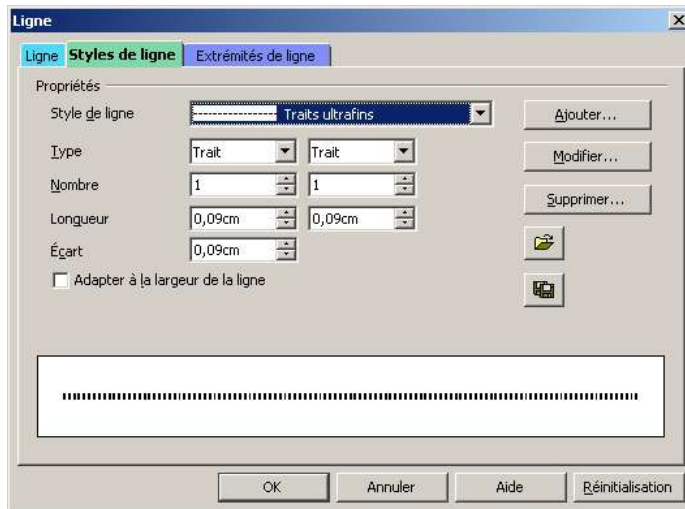 Ligne
Ligne Styles de ligne Extrémités de ligne
Propriétés
Style de ligne Traits ultrafins Ajouter...
Type Trait Trait Modifier...
Nombre 1 1
Supprimer...
Longueur 0,09cm 0,09cm
Écart 0,09cm
Adapter à la largeur de la ligne
OK Annuler Aide Réinitialisation